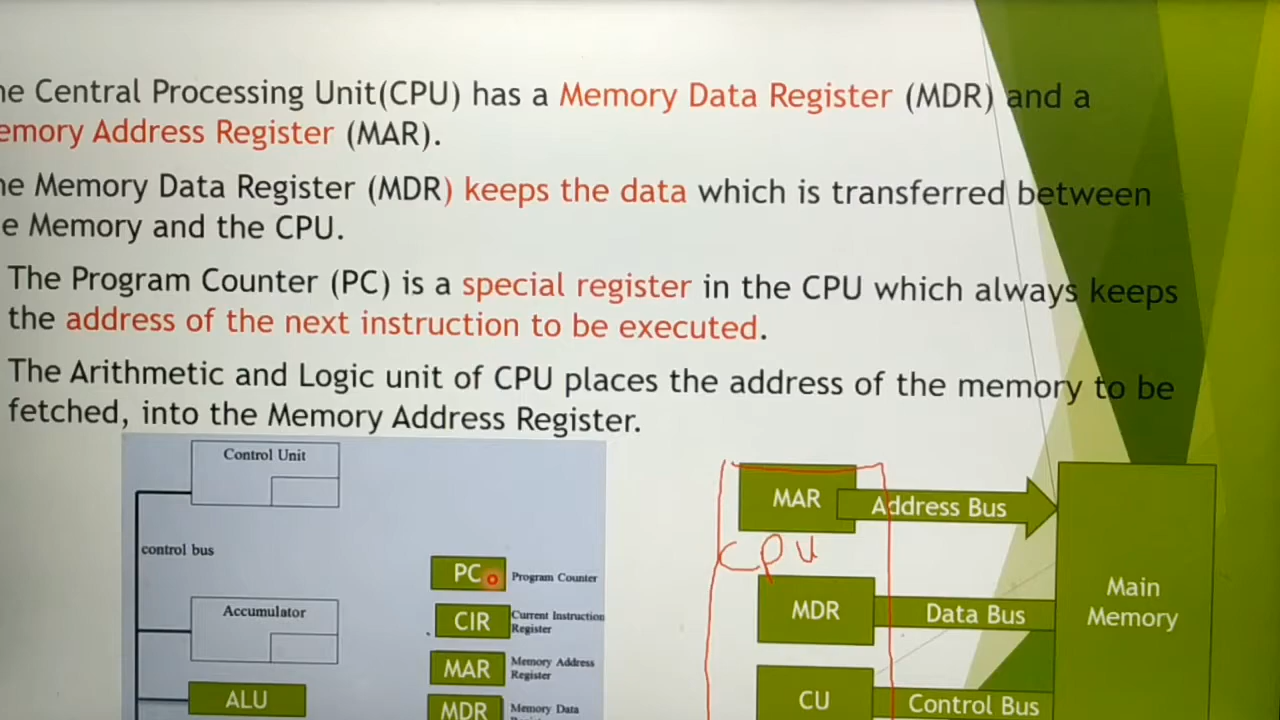 he Central Processing Unit(CPU) has a Memory Data Register (MDR) and a
emory Address Register (MAR).
he Memory Data Register (MDR) keeps the data which is transferred between
e Memory and the CPU.
The Program Counter (PC) is a special register in the CPU which always keeps
the address of the next instruction to be executed.
The Arithmetic and Logic unit of CPU places the address of the memory to be
fetched, into the Memory Address Register.
Control Unit
control bus
Accumulator
ALU
PC
Program Counter
CIR
Current Instruction
Register
MAR
Memory Address
Register
MDR
Memory Data
MAR
Address Bus
CPU
MDR
Data Bus
CU
Control Bus
Main
Memory